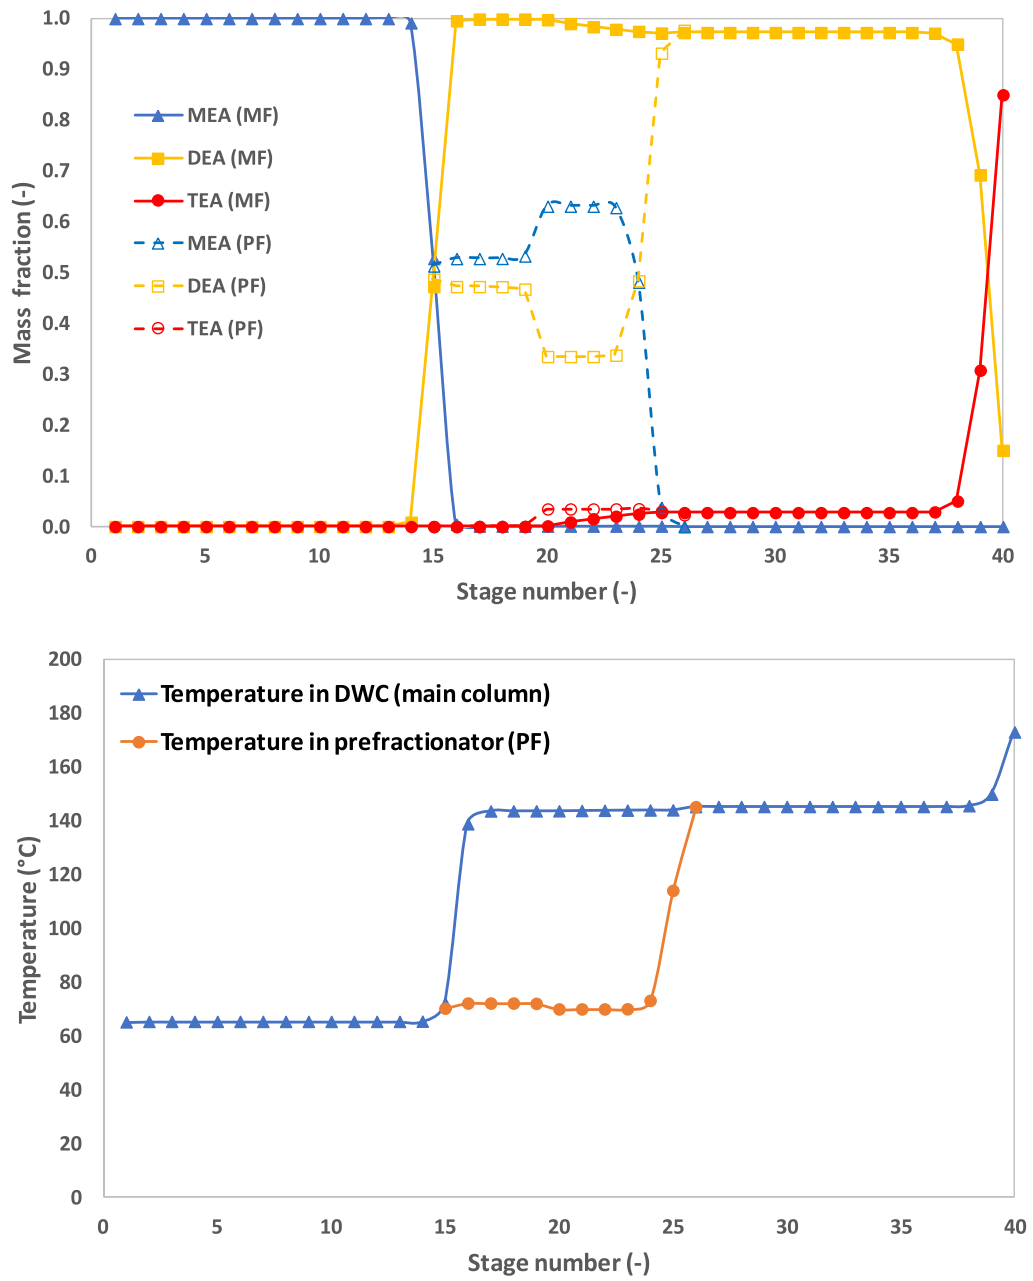 1.0
0.9
0.8
0.7
0.6
0.5
0.4
0.3
0.2
0.1
0.0
Mass fraction (-)
MEA (MF)
DEA (MF)
TEA (MF)
MEA (PF)
DEA (PF)
TEA (PF)
0 5 10 15 20 25 30 35 40
Stage number (-)
200
180
160
140
120
100
80
60
40
20
0
Temperature (°C)
Temperature in DWC (main column)
Temperature in prefractionator (PF)
0 5 10 15 20 25 30 35 40
Stage number (-)